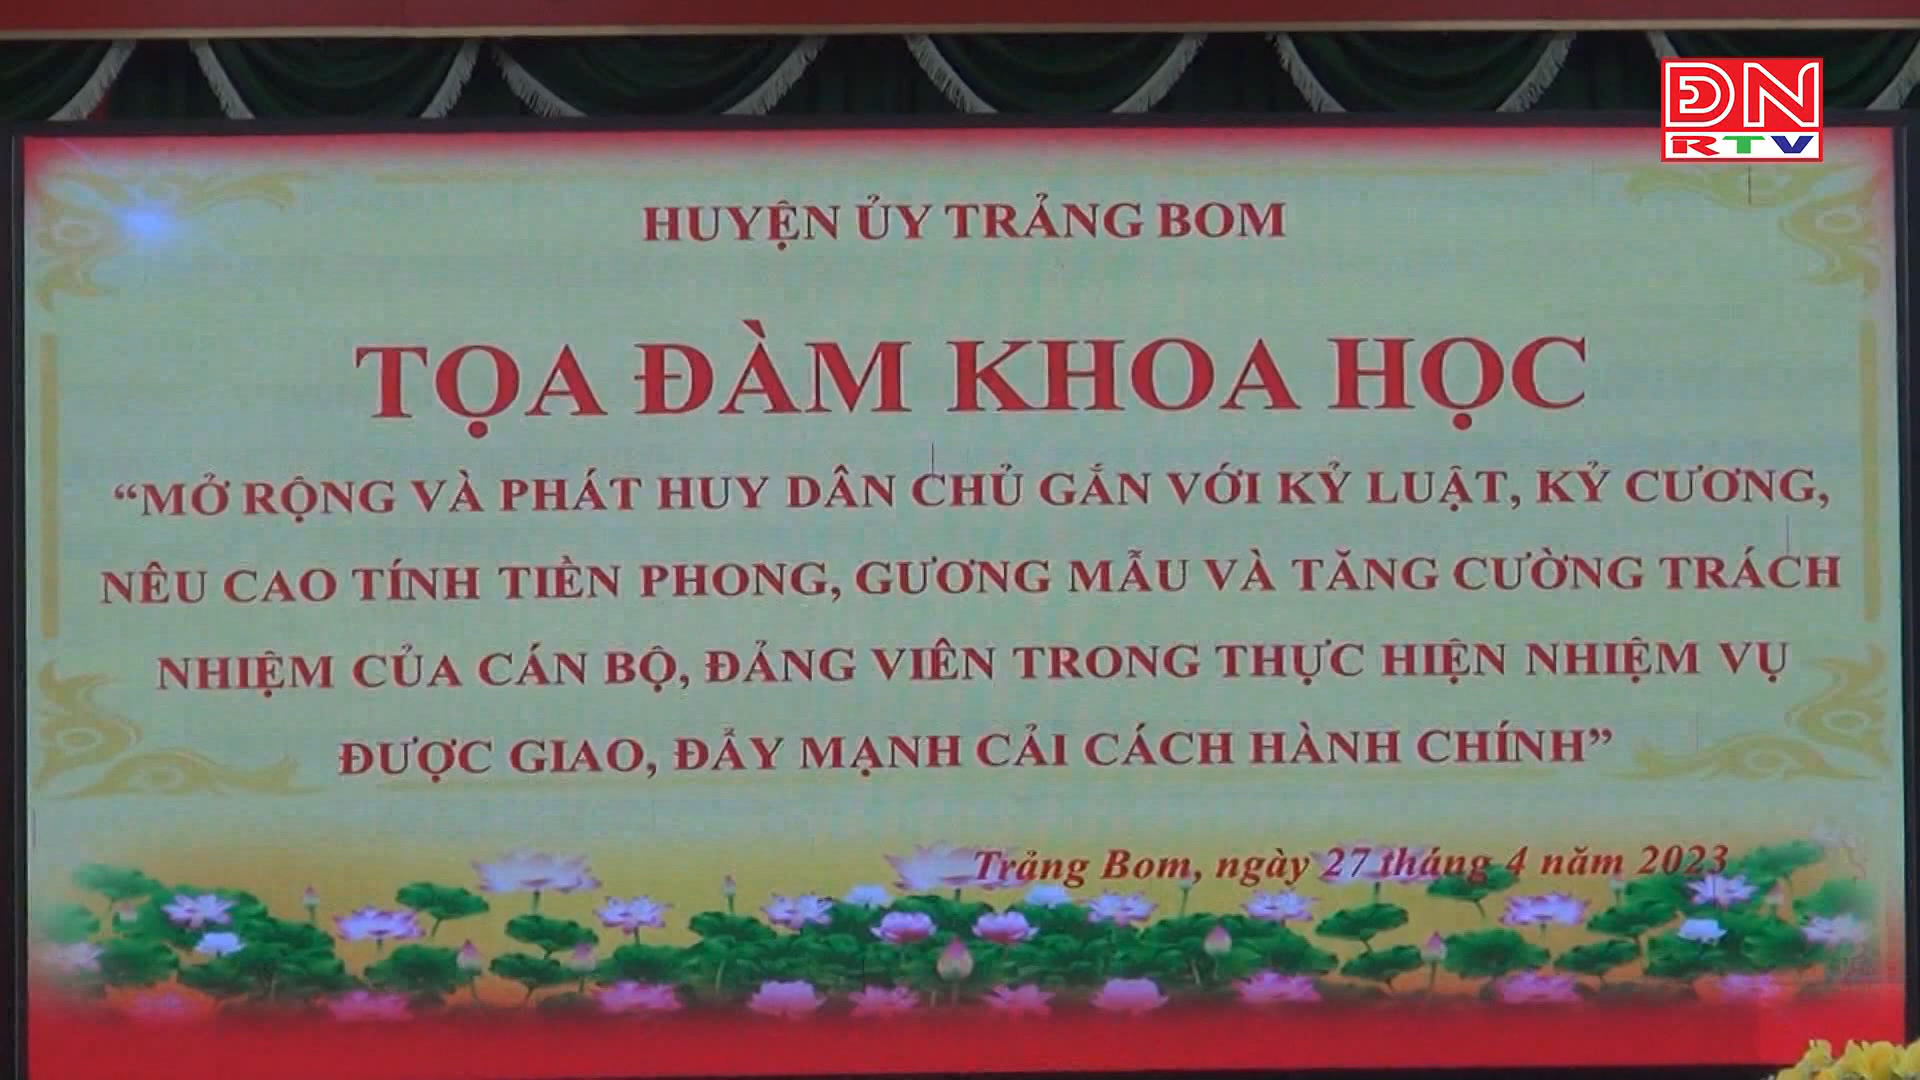 ĐN
RTV
HUYỆN ỦY TRẢNG BOM
TỌA ĐÀM KHOA HỌC
“MỞ RỘNG VÀ PHÁT HUY DÂN CHỦ GẮN VỚI KỶ LUẬT, KỶ CƯƠNG,
NÊU CAO TÍNH TIỀN PHONG, GƯƠNG MẪU VÀ TĂNG CƯỜNG TRÁCH
NHIỆM CỦA CÁN BỘ, ĐẢNG VIÊN TRONG THỰC HIỆN NHIỆM VỤ
ĐƯỢC GIAO, ĐẨY MẠNH CẢI CÁCH HÀNH CHÍNH”
Trảng Bom, ngày 27 tháng 4 năm 2023